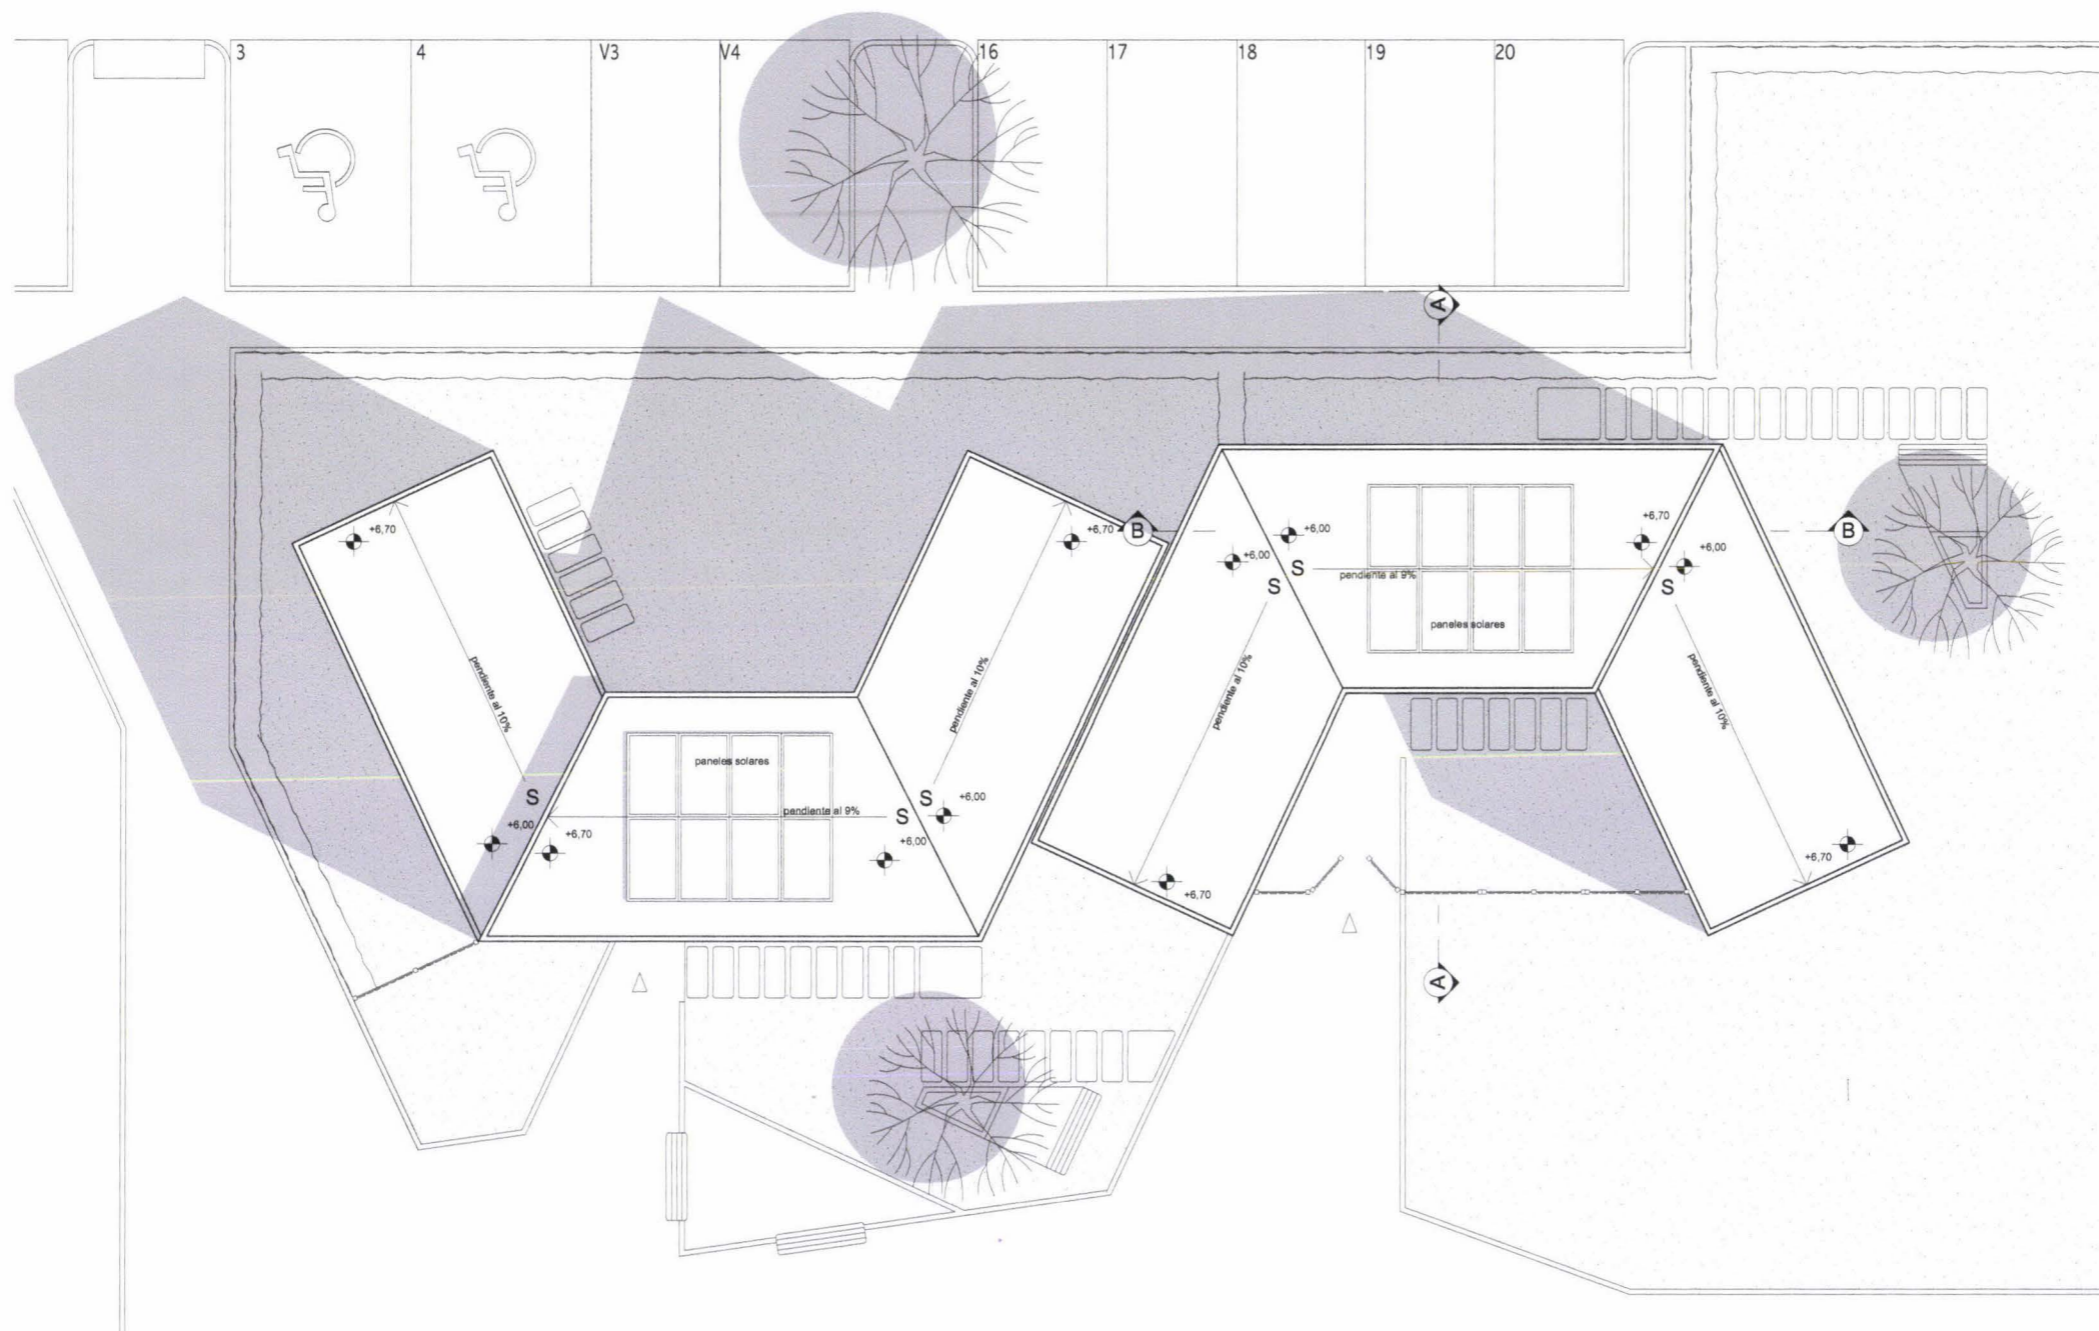 3 4 V3 V4 16 17 18 19 20
A
+6,70 +6,70 B +6,00 +6,00 +6,70 +6,00 B
S S S
pendiente al 9%
paneles solares
pendiente al 10% pendiente al 10% pendiente al 10% pendiente al 10%
paneles solares
S S +6,00
pendiente al 9% S
+6,00 +6,70 +6,00 +6,70
+6,70
A